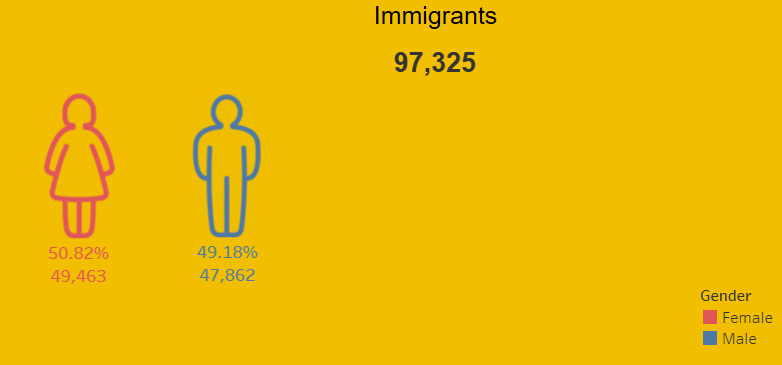 Immigrants
97,325
50.82%
49,463
49.18%
47,862
Gender
Female
Male